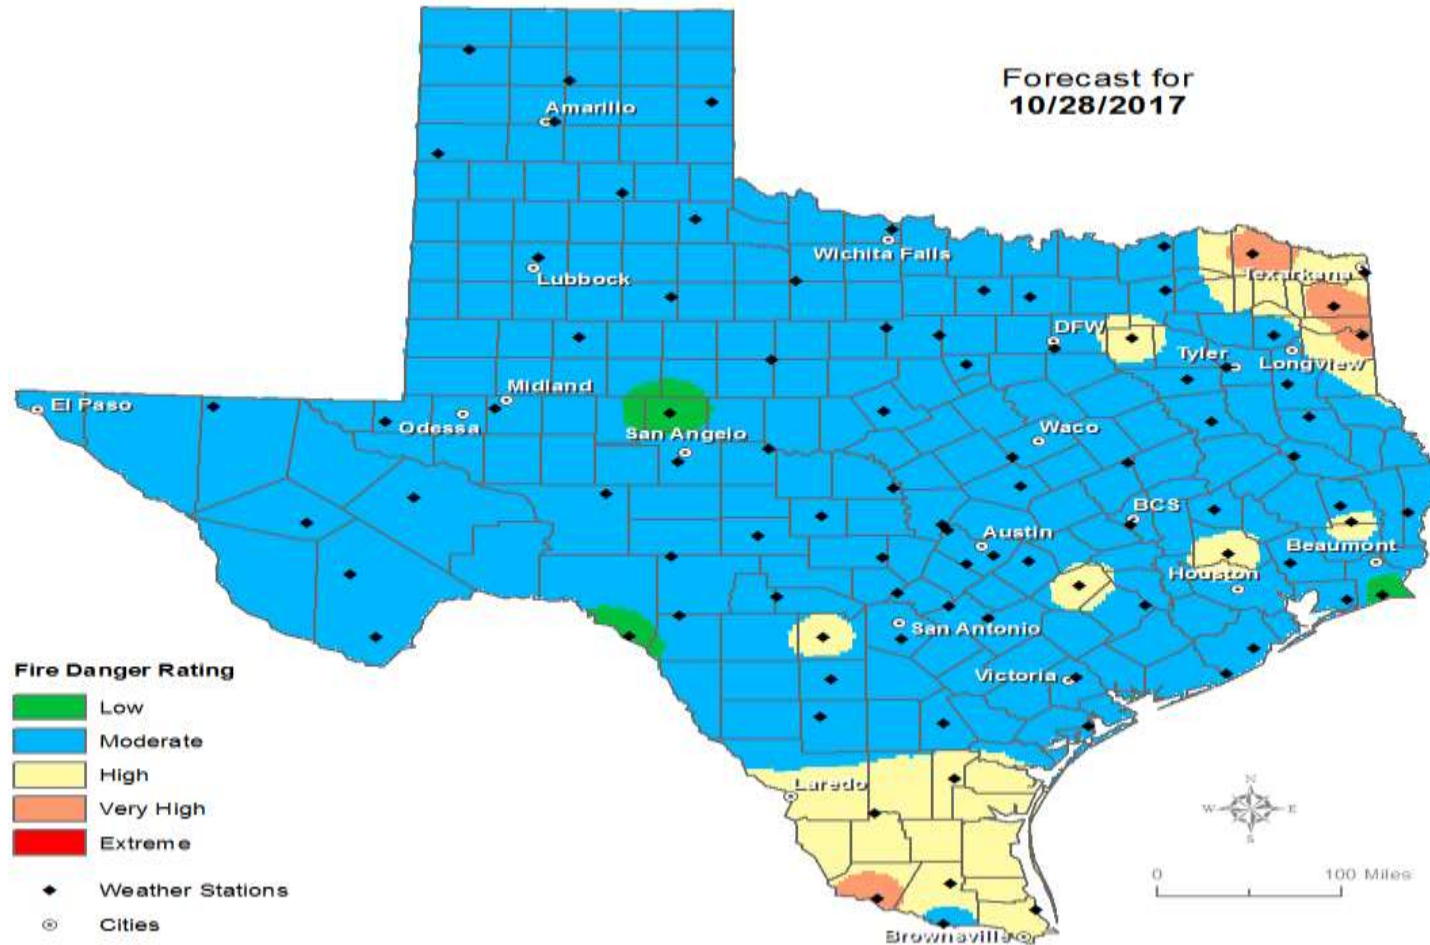 Forecast for
10/28/2017
Amarillo
Wichita Falls
Lubbock
Texarkana
DFW
Tyler
Longview
Midland
El Paso
Odessa
San Angelo
Waco
BCS
Austin
Beaumont
Houston
San Antonio
Victoria
Laredo
Brownsville
Fire Danger Rating
Low
Moderate
High
Very High
Extreme
Weather Stations
Cities
N
W E
S
0 100 Miles